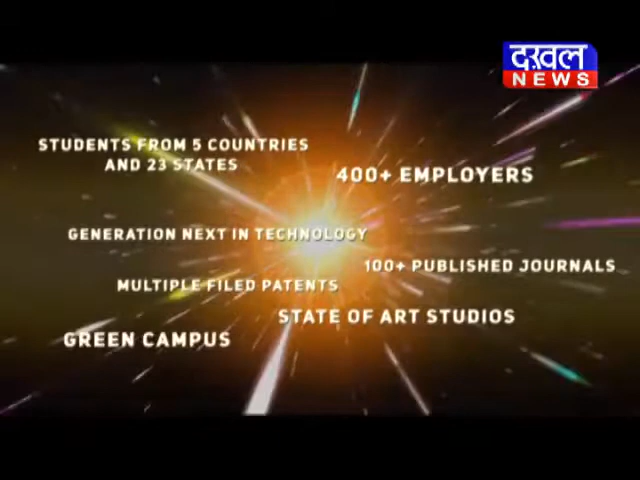 दख़ल
NEWS
STUDENTS FROM 5 COUNTRIES
AND 23 STATES
400+ EMPLOYERS
GENERATION NEXT IN TECHNOLOGY
100+ PUBLISHED JOURNALS
MULTIPLE FILED PATENTS
STATE OF ART STUDIOS
GREEN CAMPUS